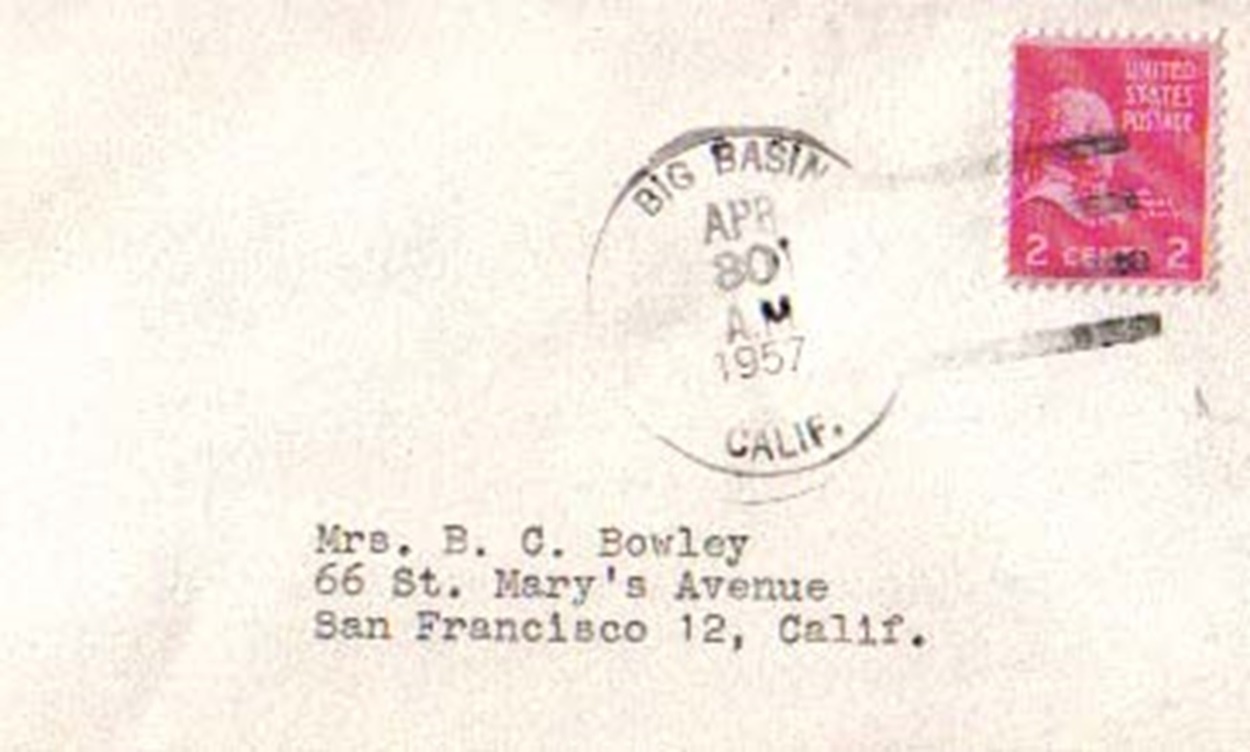 UNITED
STATES
POSTAGE
2 CENTS 2
BIG BASIN
APR
30
A.M
1957
CALIF.
Mrs. B. C. Bowley
66 St. Mary's Avenue
San Francisco 12, Calif.